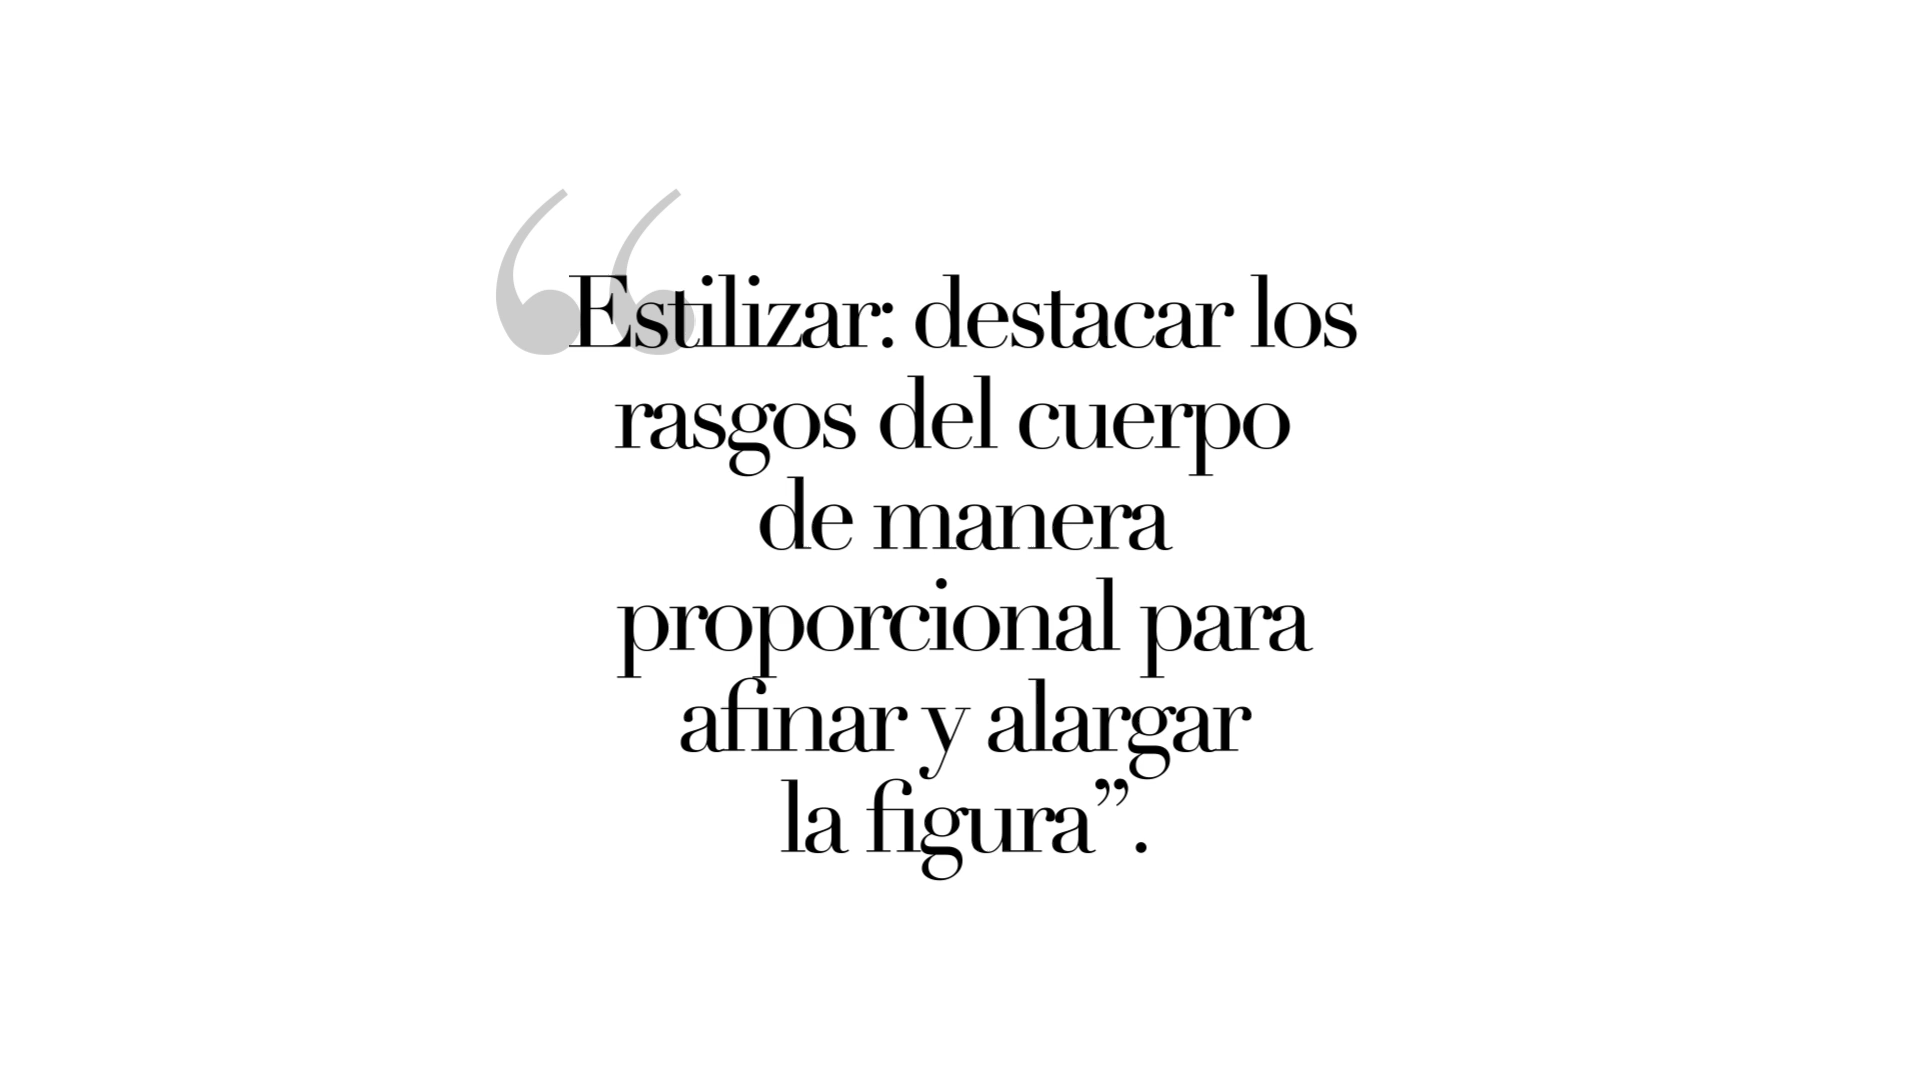 “Estilizar: destacar los
rasgos del cuerpo
de manera
proporcional para
afinar y alargar
la figura”.